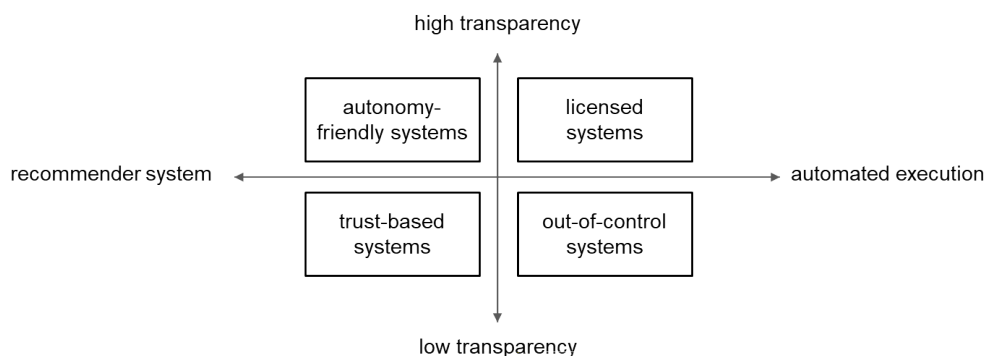 high transparency
autonomy-
friendly systems
licensed
systems
recommender system
automated execution
trust-based
systems
out-of-control
systems
low transparency